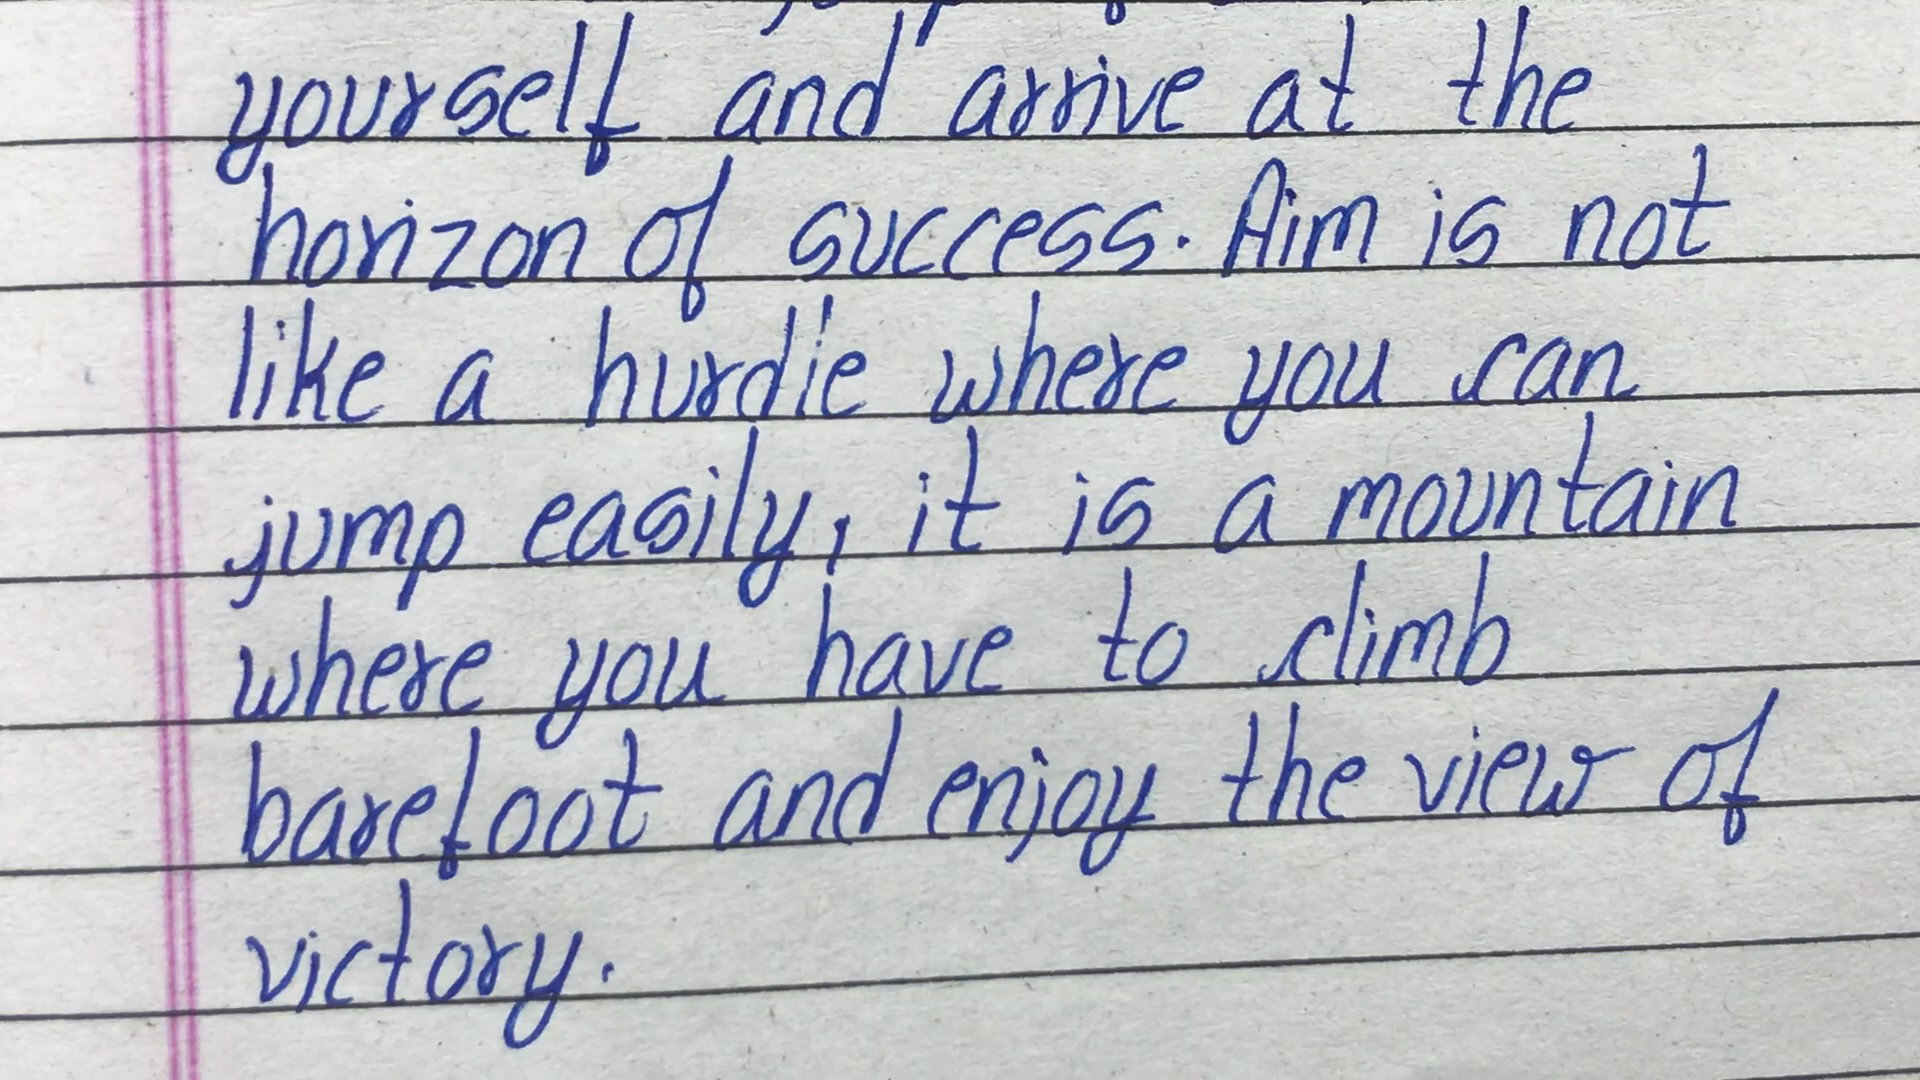 yourself and arrive at the
horizon of success. Aim is not
like a hurdle where you can
jump easily, it is a mountain
where you have to climb
barefoot and enjoy the view of
victory.